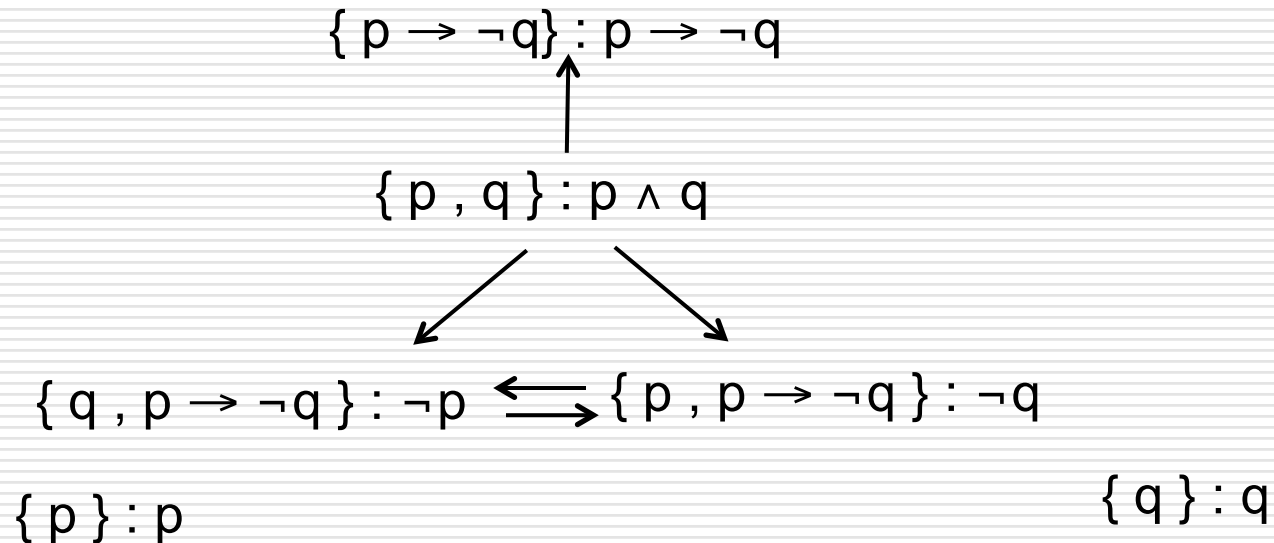 { p → ¬q} : p → ¬q
{ p , q } : p ∧ q
{ q , p → ¬q } : ¬p
{ p , p → ¬q } : ¬q
{ p } : p
{ q } : q